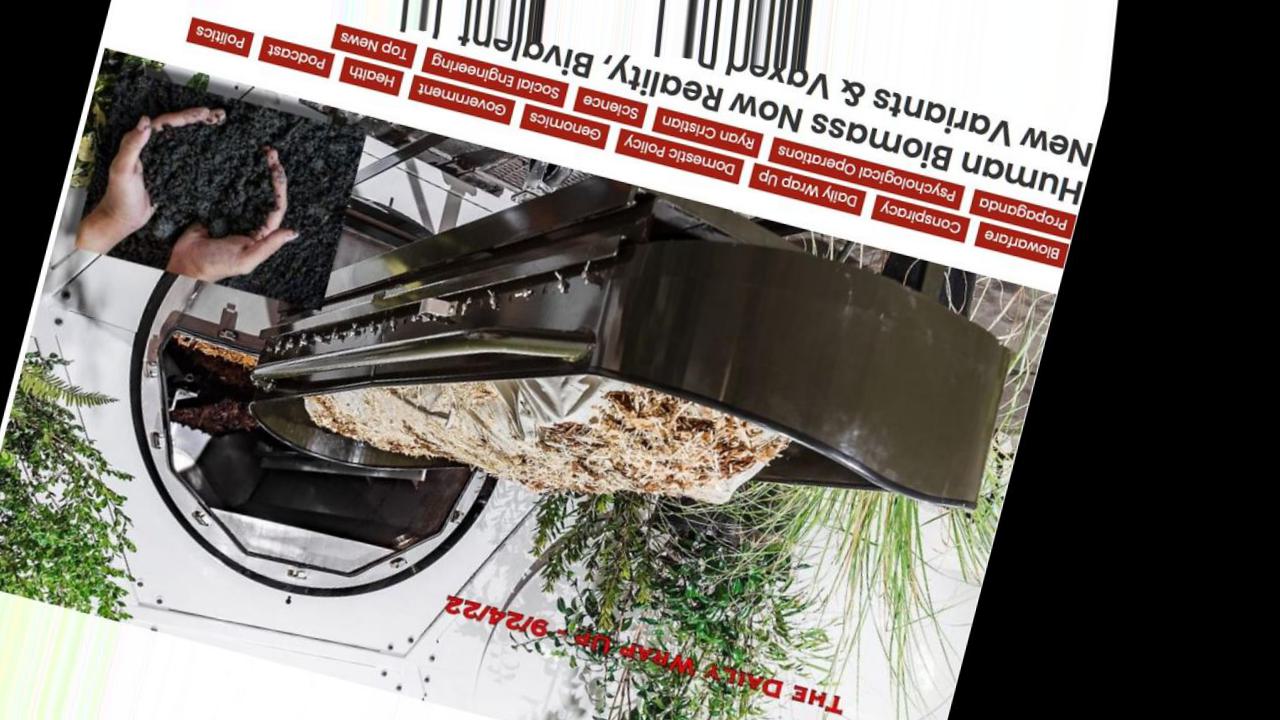 THE DAILY WRAP UP - 9/24/22
Biowarfare Conspiracy Daily Wrap Up Domestic Policy Genomics Government Health Podcast Politics
Propaganda Psychological Operations Ryan Cristian Science Social Engineering Top News
Human Biomass Now Reality, Bivalent
New Variants & Vaxed